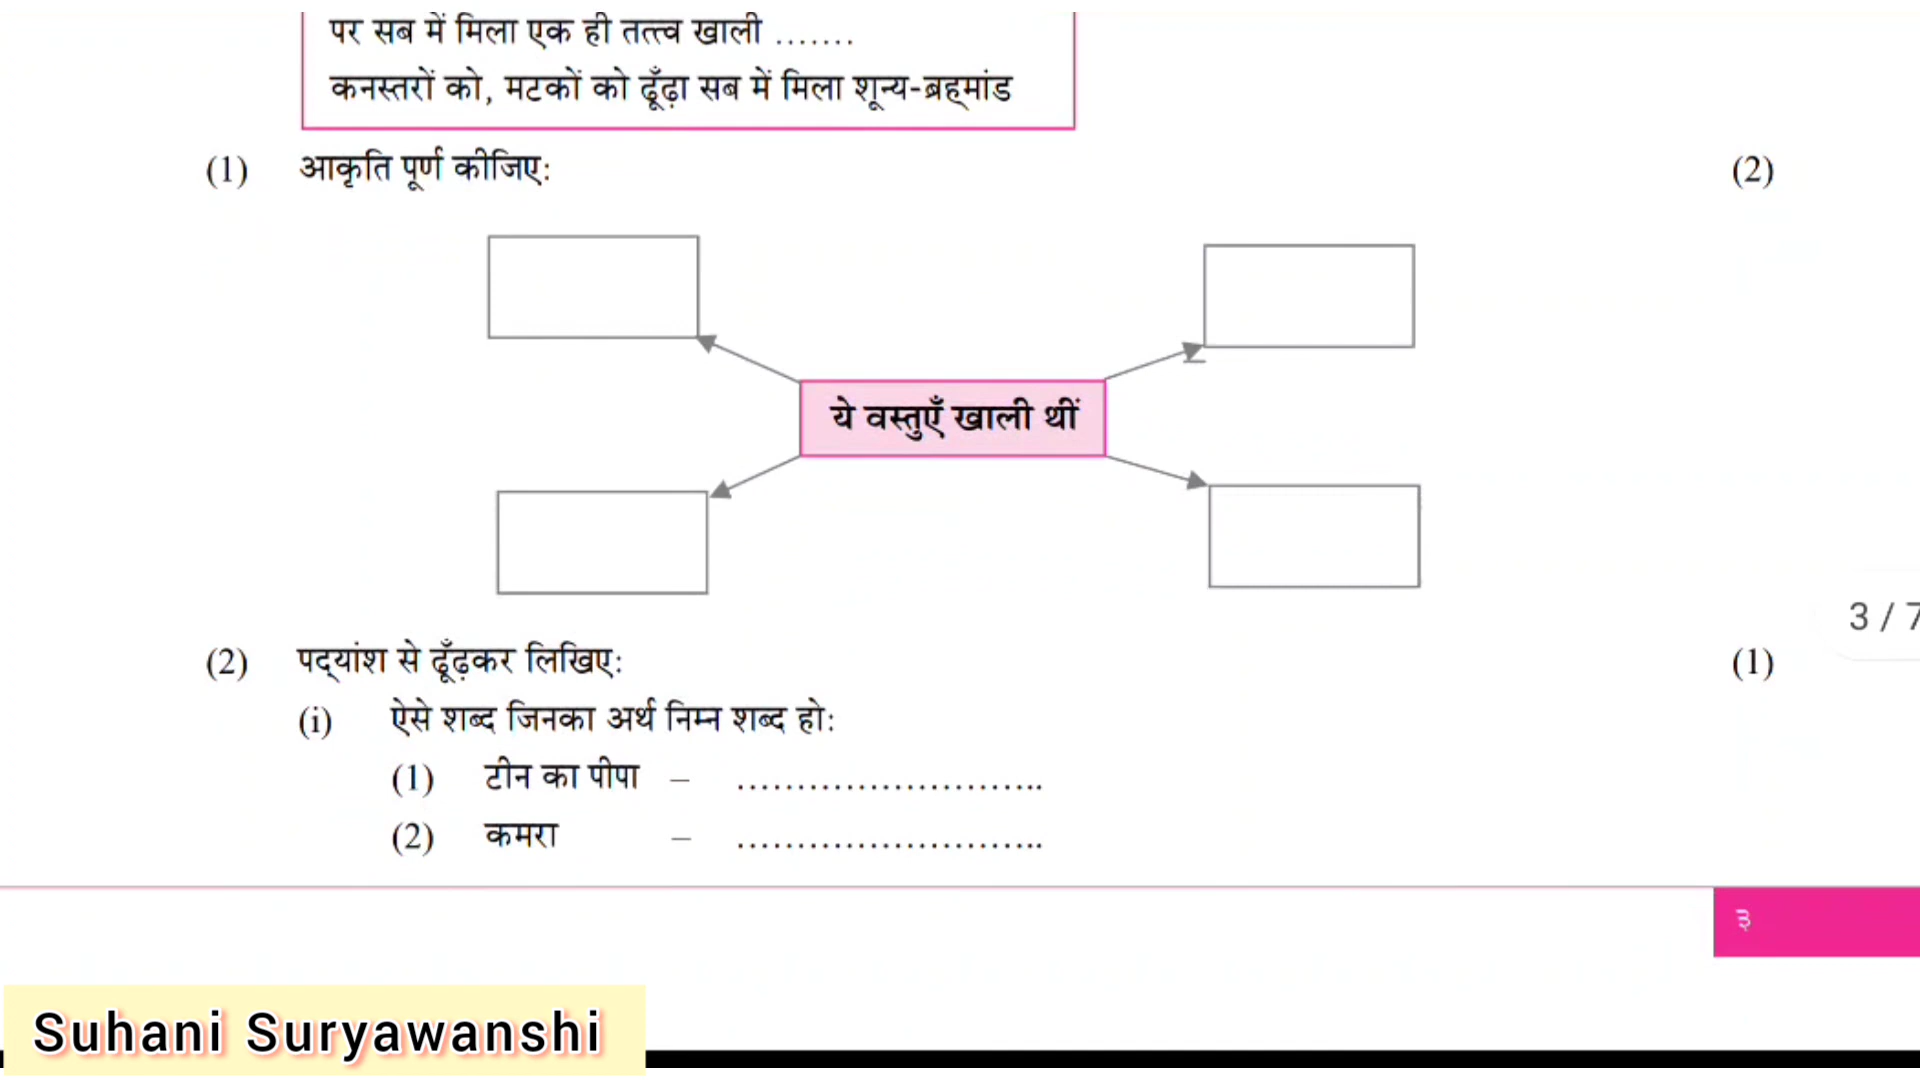 पर सब में मिला एक ही तत्त्व खाली .......
कनस्तरों को, मटकों को ढूँढ़ा सब में मिला शून्य-ब्रह्मांड
(1) आकृति पूर्ण कीजिए: (2)
ये वस्तुएँ खाली थीं
3 / 7
(2) पद्यांश से ढूँढ़कर लिखिए: (1)
(i) ऐसे शब्द जिनका अर्थ निम्न शब्द हो:
(1) टीन का पीपा – ............................
(2) कमरा – ............................
३
Suhani Suryawanshi